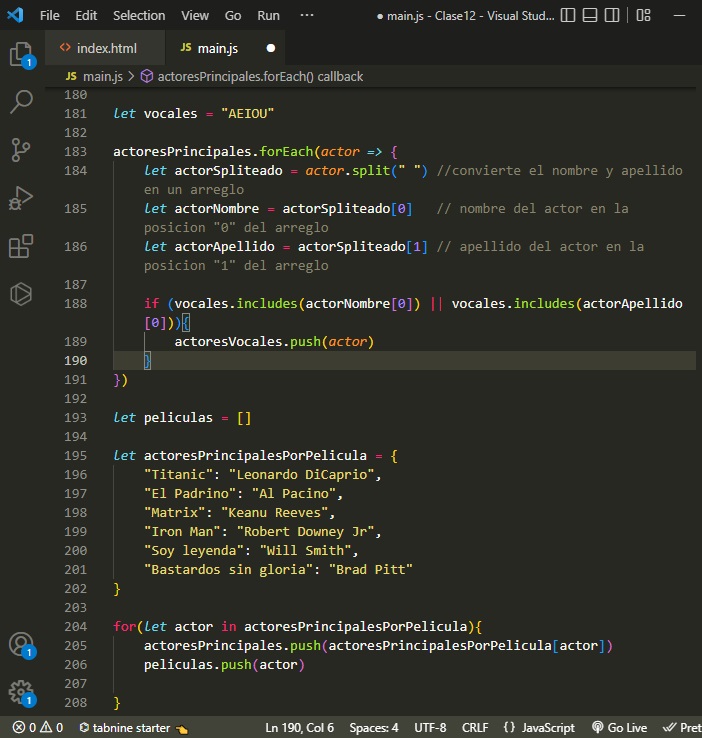 File Edit Selection View Go Run ··· ● main.js - Clase12 - Visual Stud...
1
<> index.html JS main.js ●
JS main.js > actoresPrincipales.forEach() callback
180
181 let vocales = "AEIOU"
182
183 actoresPrincipales.forEach(actor => {
184 let actorSpliteado = actor.split(" ") //convierte el nombre y apellido
en un arreglo
185 let actorNombre = actorSpliteado[0] // nombre del actor en la
posicion "0" del arreglo
186 let actorApellido = actorSpliteado[1] // apellido del actor en la
posicion "1" del arreglo
187
188 if (vocales.includes(actorNombre[0]) || vocales.includes(actorApellido
[0])){
189 actoresVocales.push(actor)
190 }
191 })
192
193 let peliculas = []
194
195 let actoresPrincipalesPorPelicula = {
196 "Titanic": "Leonardo DiCaprio",
197 "El Padrino": "Al Pacino",
198 "Matrix": "Keanu Reeves",
199 "Iron Man": "Robert Downey Jr",
200 "Soy leyenda": "Will Smith",
201 "Bastardos sin gloria": "Brad Pitt"
202 }
203
204 for(let actor in actoresPrincipalesPorPelicula){
205 actoresPrincipales.push(actoresPrincipalesPorPelicula[actor])
206 peliculas.push(actor)
207
208 }
1
1
0 0 tabnine starter Ln 190, Col 6 Spaces: 4 UTF-8 CRLF {} JavaScript Go Live Pret